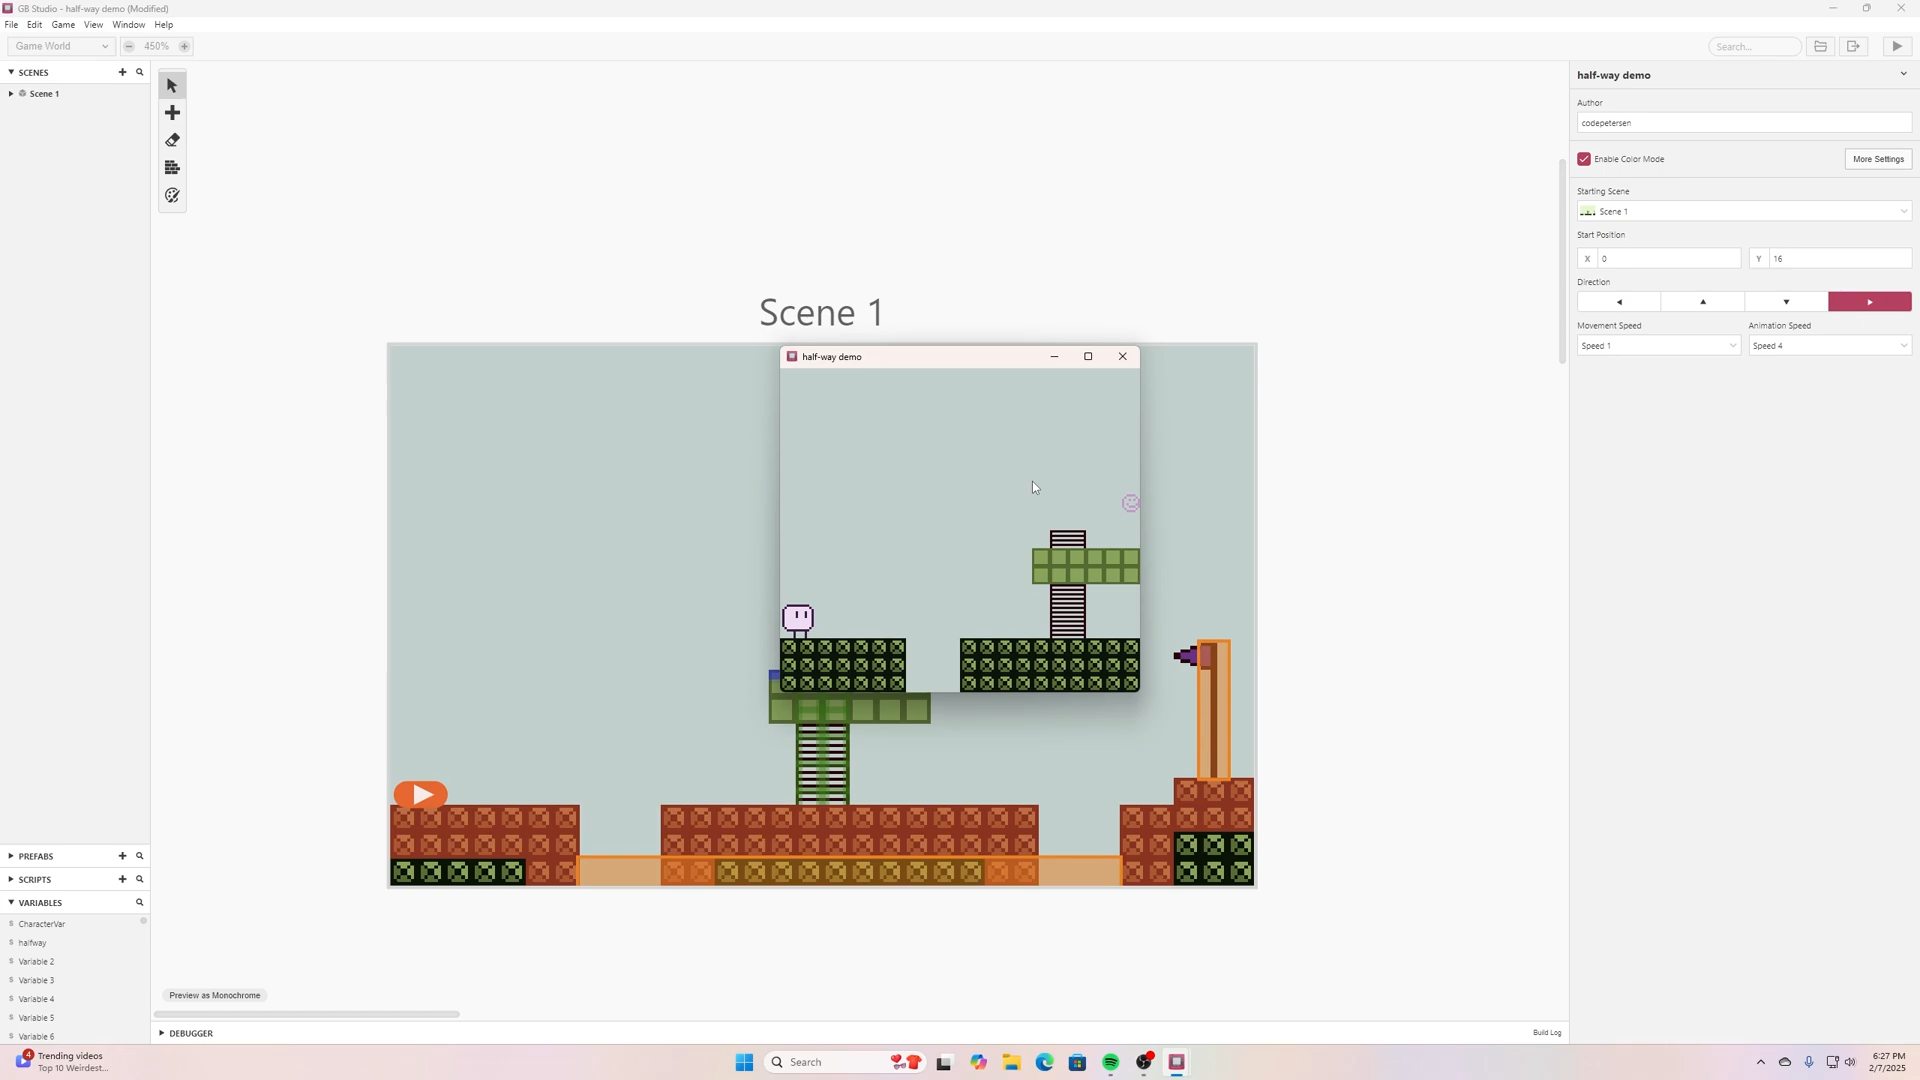 GB Studio - half-way demo (Modified)
File Edit Game View Window Help
Game World
450%
Search...
SCENES
Scene 1
half-way demo
Author
codepetersen
Enable Color Mode
More Settings
Starting Scene
Scene 1
Start Position
X 0
Y 16
Direction
Movement Speed
Animation Speed
Speed 1
Speed 4
Scene 1
half-way demo
PREFABS
SCRIPTS
VARIABLES
S CharacterVar
S halfway
S Variable 2
S Variable 3
S Variable 4
S Variable 5
S Variable 6
Preview as Monochrome
DEBUGGER
Build Log
4
Trending videos
Top 10 Weirdest...
Search
6:27 PM
2/7/2025